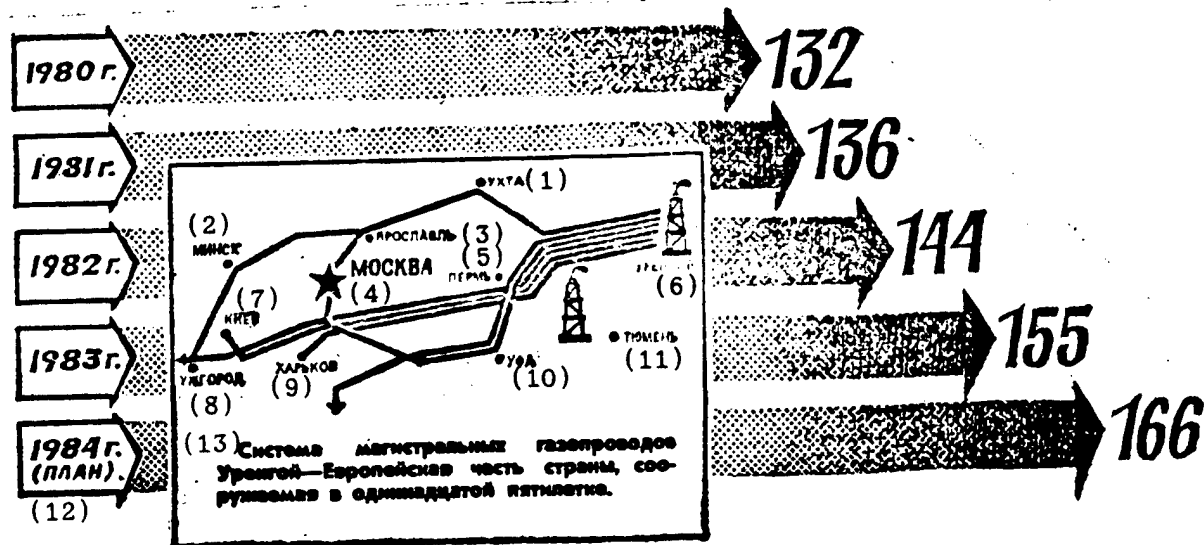 1980 г.
132
1981 г.
136
УХТА (1)
(2)
МИНСК
ЯРОСЛАВЛЬ (3)
МОСКВА
(4)
(5)
ПЕРМЬ
(6)
1982 г.
144
(7)
КИЕВ
ТЮМЕНЬ
(11)
1983 г.
155
УЖГОРОД
(8)
ХАРЬКОВ
(9)
(10)
1984 г.
(ПЛАН).
(12)
166
(13) Система магистральных газопроводов
Уренгой—Европейская часть страны, соо-
ружаемая в одиннадцатой пятилетке.